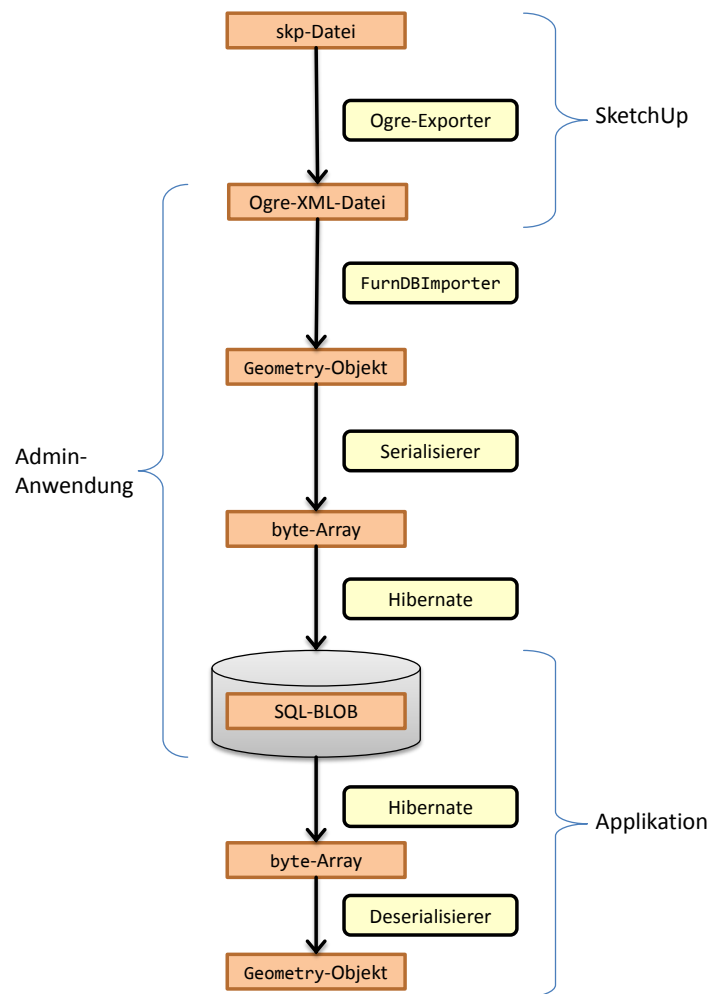 skp-Datei
Ogre-Exporter
SketchUp
Ogre-XML-Datei
FurnDBImporter
Geometry-Objekt
Serialisierer
Admin-
Anwendung
byte-Array
Hibernate
SQL-BLOB
Hibernate
Applikation
byte-Array
Deserialisierer
Geometry-Objekt